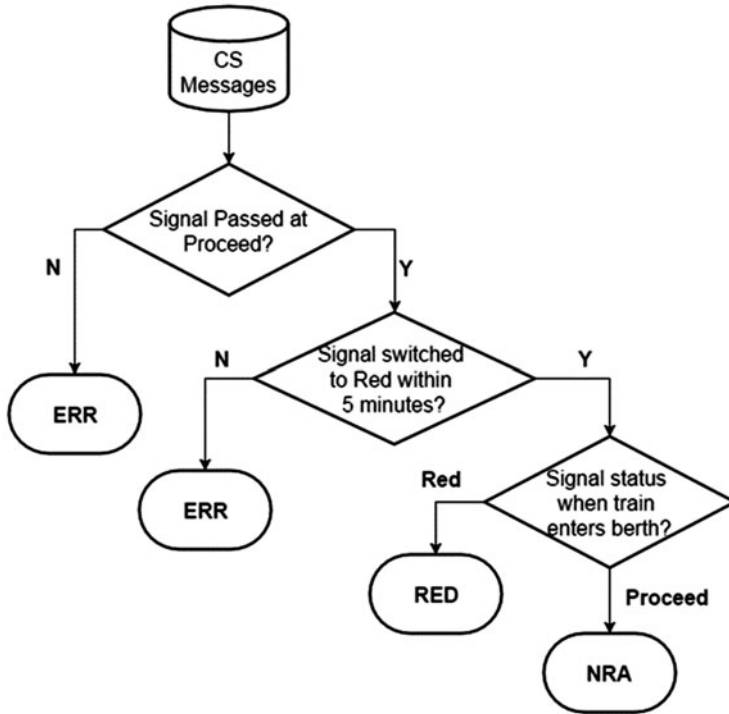 CS
Messages
Signal Passed at
Proceed?
N
Y
ERR
Signal switched
to Red within
5 minutes?
N
Y
ERR
Signal status
when train
enters berth?
Red
RED
Proceed
NRA